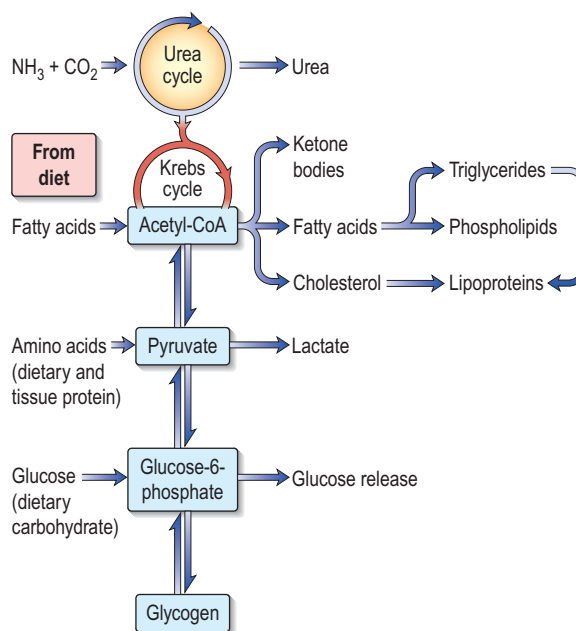 NH3 + CO2
Urea
cycle
Urea
From
diet
Krebs
cycle
Ketone
bodies
Triglycerides
Fatty acids
Acetyl-CoA
Fatty acids
Phospholipids
Cholesterol
Lipoproteins
Amino acids
(dietary and
tissue protein)
Pyruvate
Lactate
Glucose
(dietary
carbohydrate)
Glucose-6-
phosphate
Glucose release
Glycogen